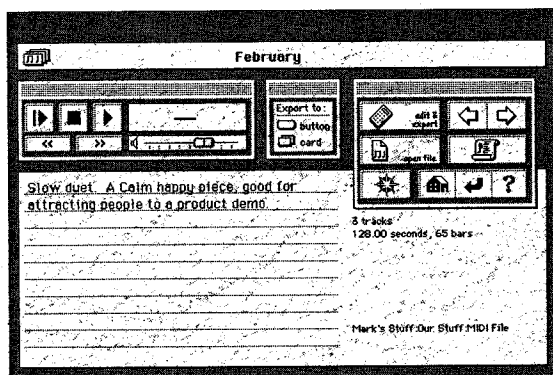 February
Export to:
button
card
edit &
export
open file
<<
>>
?
Slow duet. A Calm happy piece, good for
attracting people to a product demo.
3 tracks
128.00 seconds, 65 bars
Mark's Stuff:Our Stuff:MIDI File